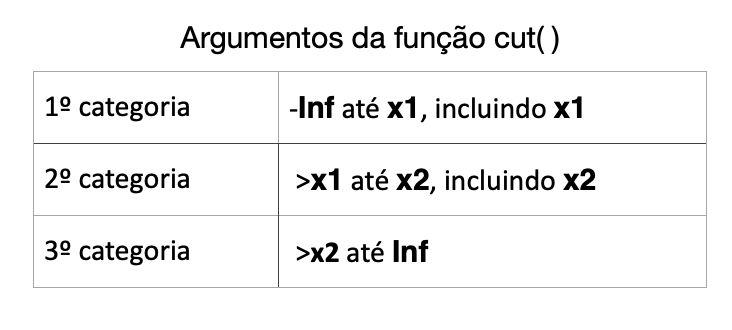 Argumentos da função cut( )
1º categoria
-Inf até x1, incluindo x1
2º categoria
>x1 até x2, incluindo x2
3º categoria
>x2 até Inf